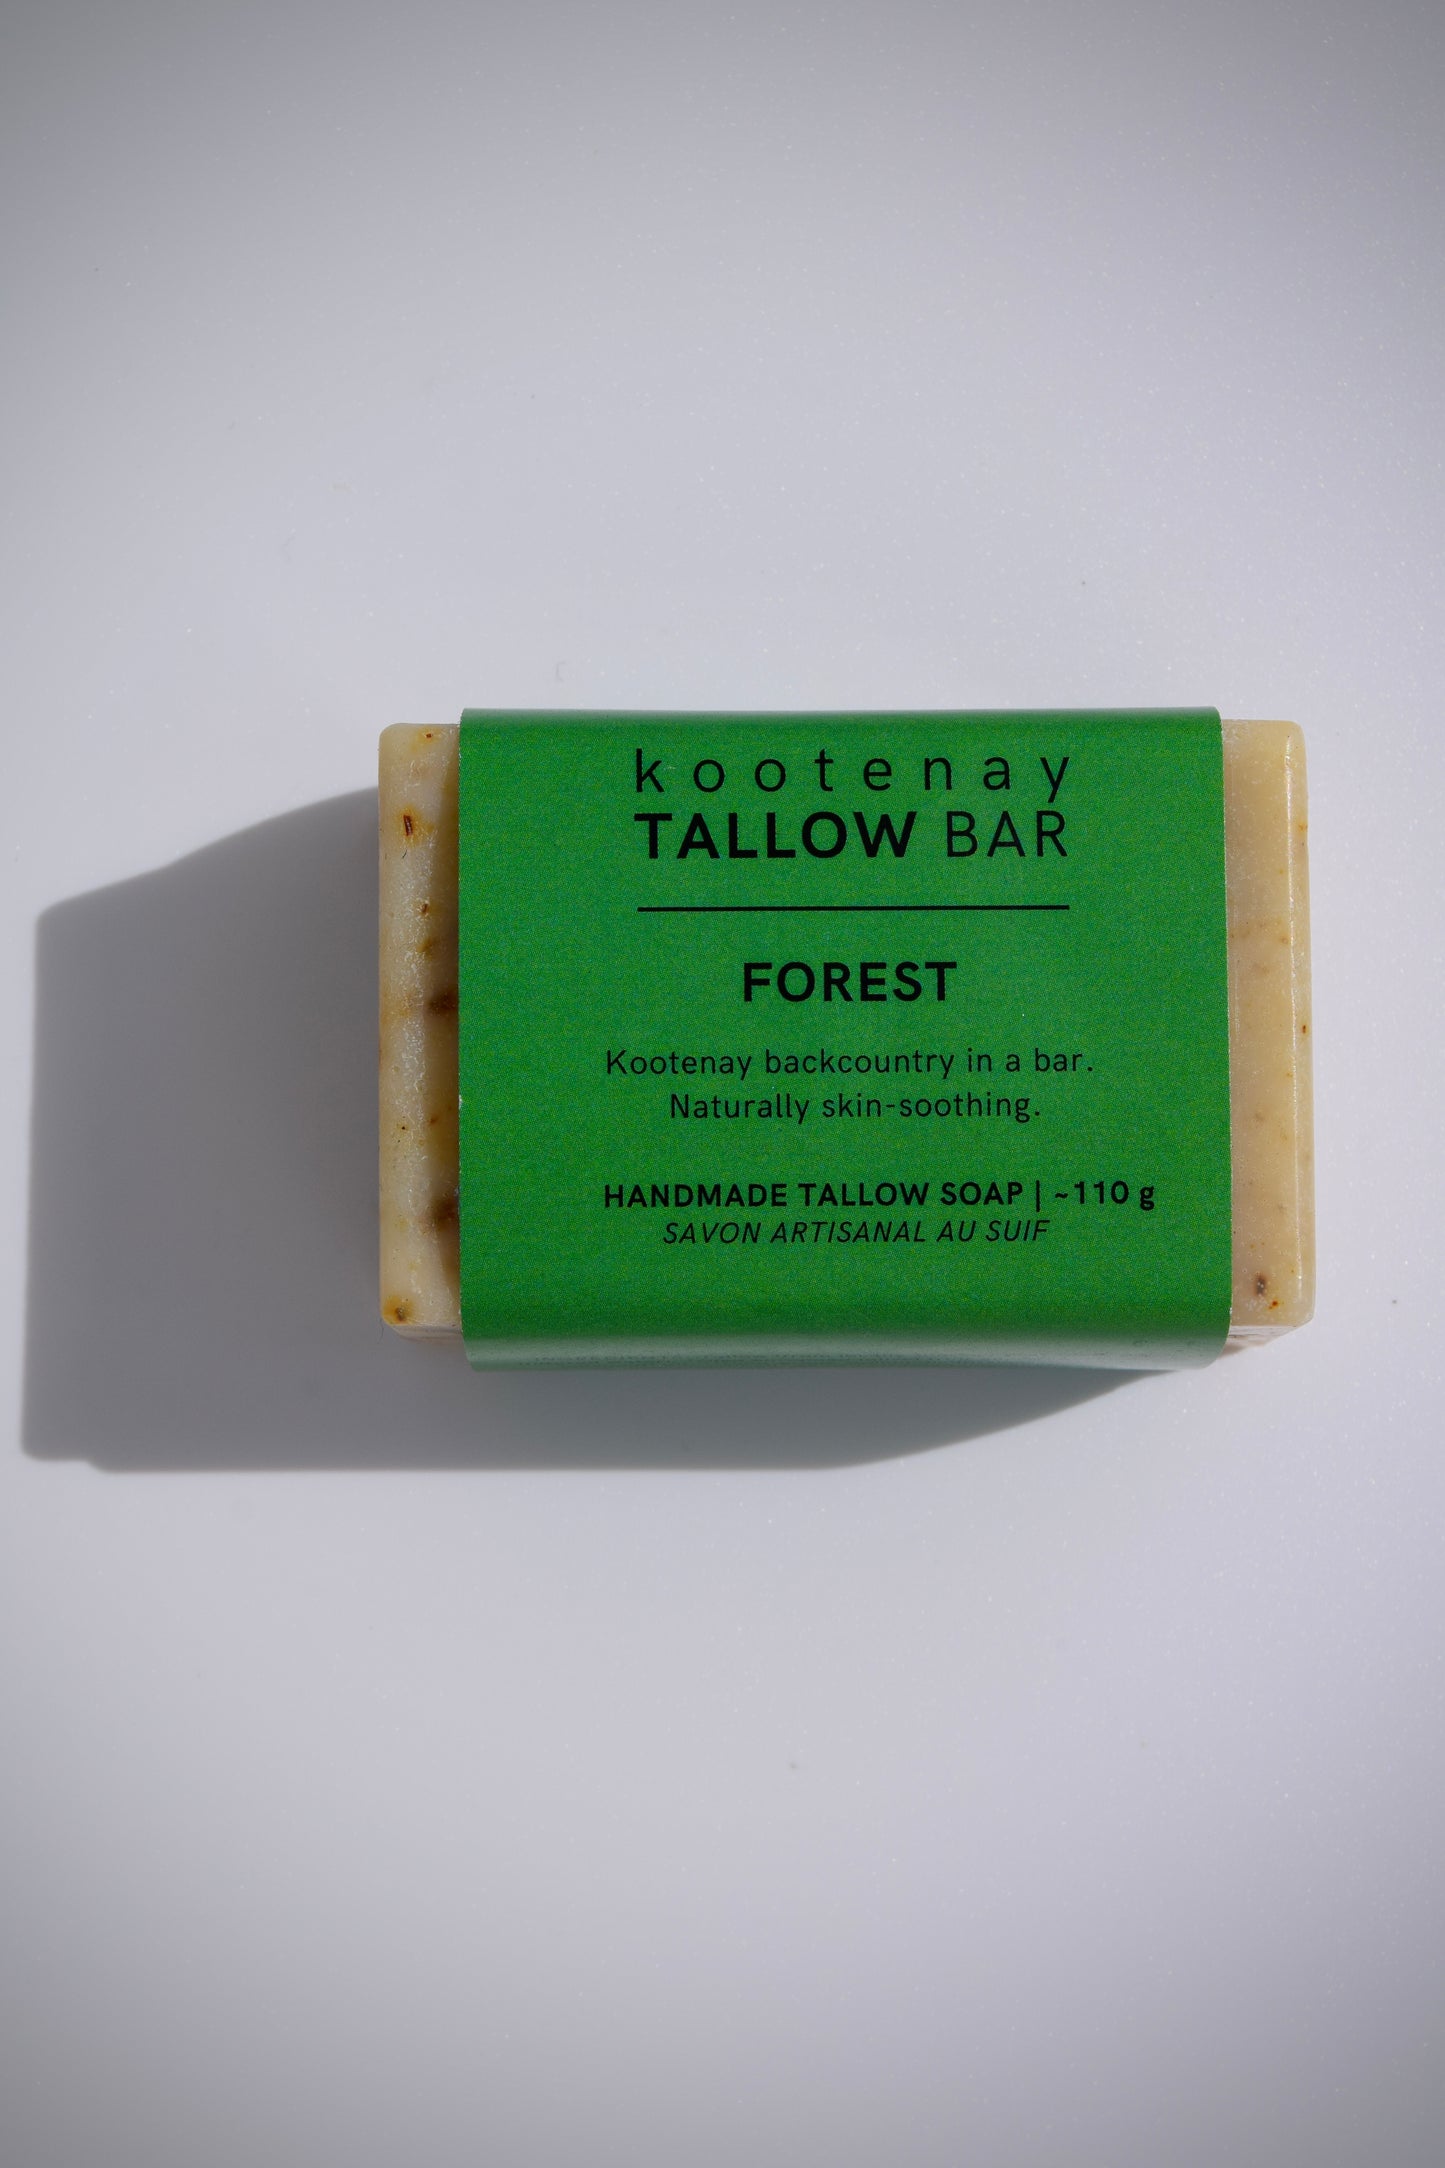 kootenay
TALLOW BAR
FOREST
Kootenay backcountry in a bar.
Naturally skin-soothing.
HANDMADE TALLOW SOAP | ~110 g
SAVON ARTISANAL AU SUIF